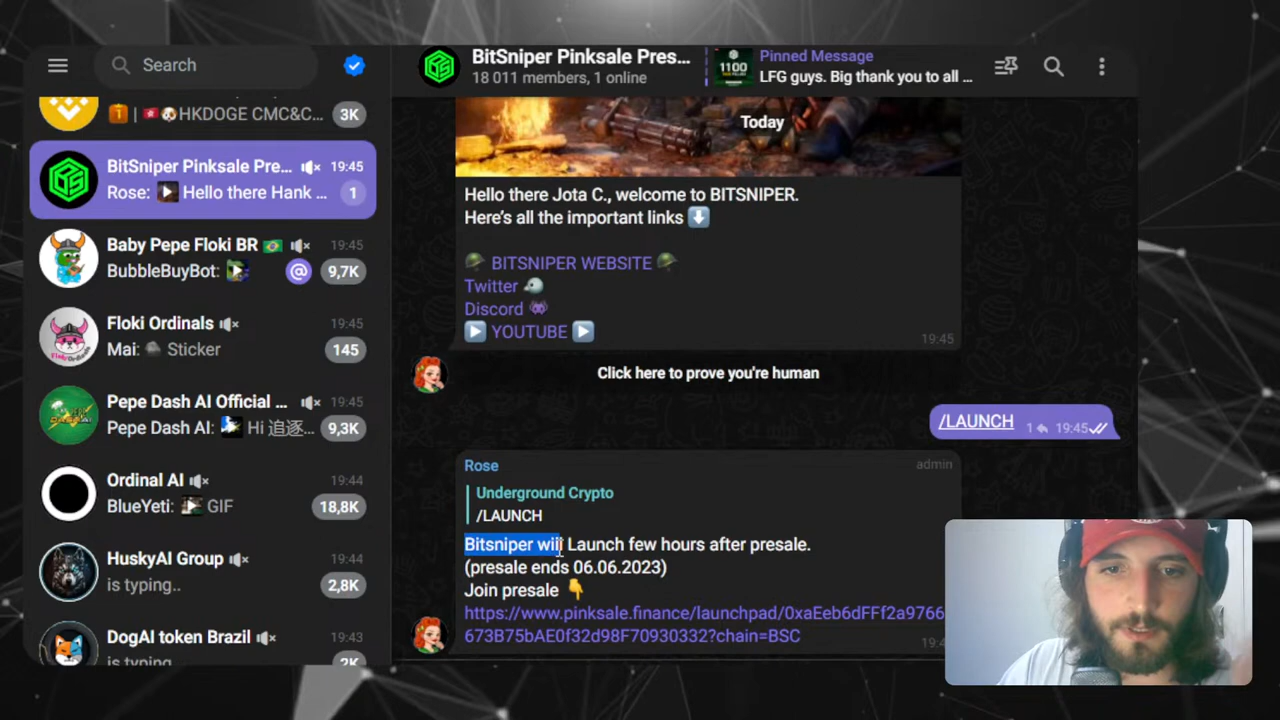 Search
HKDOGE CMC&C...
3K
BitSniper Pinksale Pre...
19:45
Rose: Hello there Hank ...
1
Baby Pepe Floki BR
19:45
BubbleBuyBot:
@
9,7K
Floki Ordinals
19:45
Mai: Sticker
145
Pepe Dash AI Official ...
19:45
Pepe Dash AI: Hi 追逐...
9,3K
Ordinal AI
19:44
BlueYeti: GIF
18,8K
HuskyAI Group
19:44
is typing..
2,8K
DogAI token Brazil
19:43
is typing
2K
BitSniper Pinksale Pres...
18 011 members, 1 online
1100
Pinned Message
LFG guys. Big thank you to all ...
Today
Hello there Jota C., welcome to BITSNIPER.
Here's all the important links
BITSNIPER WEBSITE
Twitter
Discord
YOUTUBE
19:45
Click here to prove you're human
/LAUNCH
1
19:45
Rose
admin
Underground Crypto
/LAUNCH
Bitsniper will Launch few hours after presale.
(presale ends 06.06.2023)
Join presale
https://www.pinksale.finance/launchpad/0xaEeb6dFFf2a9766
673B75bAE0f32d98F70930332?chain=BSC